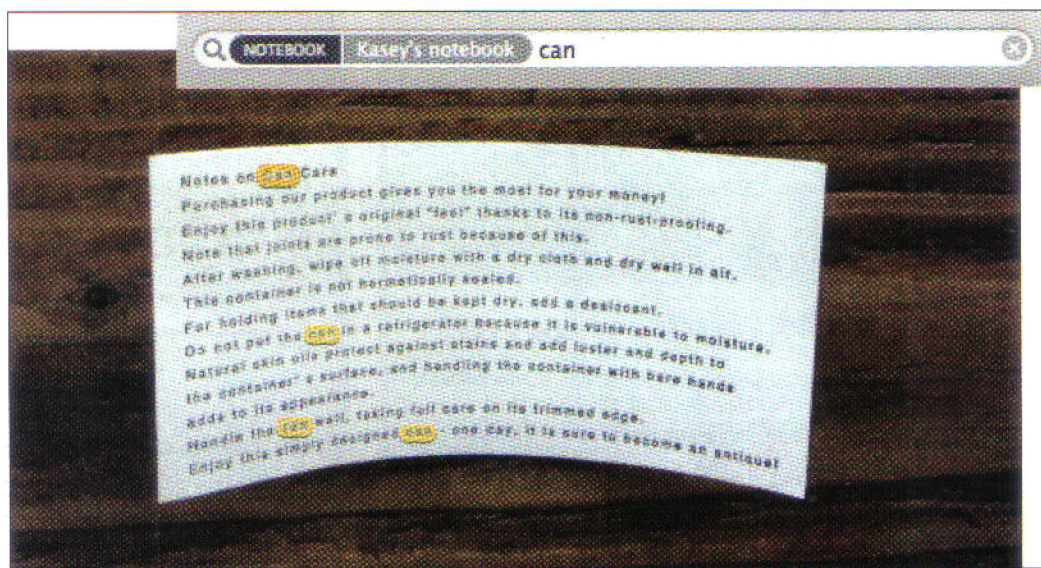 NOTEBOOK Kasey's notebook can
Notes on Can Care
Purchasing our product gives you the most for your money!
Enjoy this product's original "feel" thanks to its non-rust-proofing.
Note that joints are prone to rust because of this.
After washing, wipe off moisture with a dry cloth and dry well in air.
This container is not hermetically sealed.
For holding items that should be kept dry, add a desiccant.
Do not put the can in a refrigerator because it is vulnerable to moisture.
Natural skin oils protect against stains and add luster and depth to
the container's surface, and handling the container with bare hands
adds to its appearance.
Handle the can well, taking full care on its trimmed edge.
Enjoy this simply designed can - one day, it is sure to become an antique!